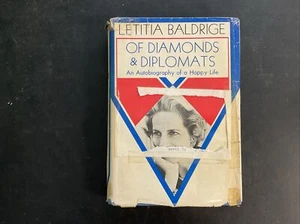 LETITIA BALDRIGE
OF DIAMONDS
& DIPLOMATS
An Autobiography of a Happy Life